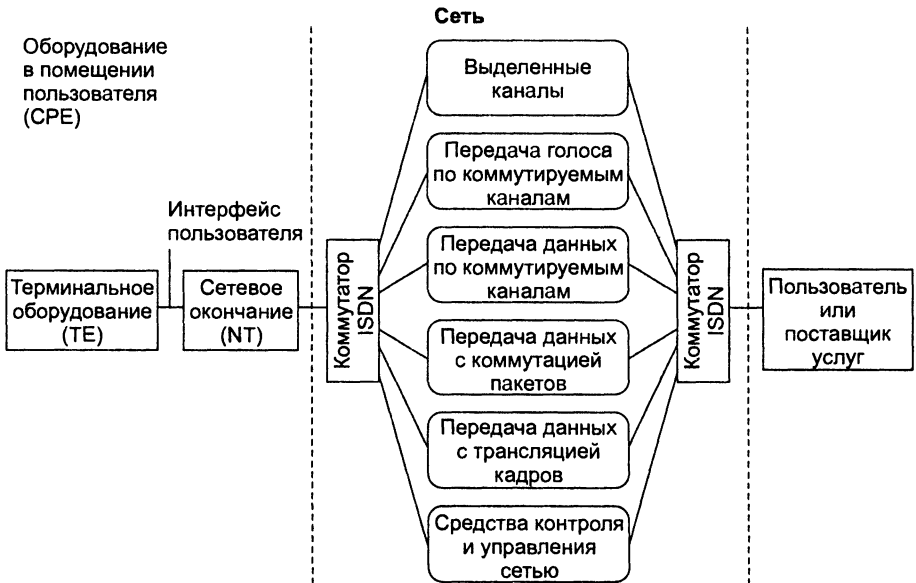 Сеть
Оборудование
в помещении
пользователя
(CPE)
Интерфейс
пользователя
Терминальное
оборудование
(TE)
Сетевое
окончание
(NT)
Коммутатор
ISDN
Выделенные
каналы
Передача голоса
по коммутируемым
каналам
Передача данных
по коммутируемым
каналам
Передача данных
с коммутацией
пакетов
Передача данных
с трансляцией
кадров
Средства контроля
и управления
сетью
Коммутатор
ISDN
Пользователь
или
поставщик
услуг